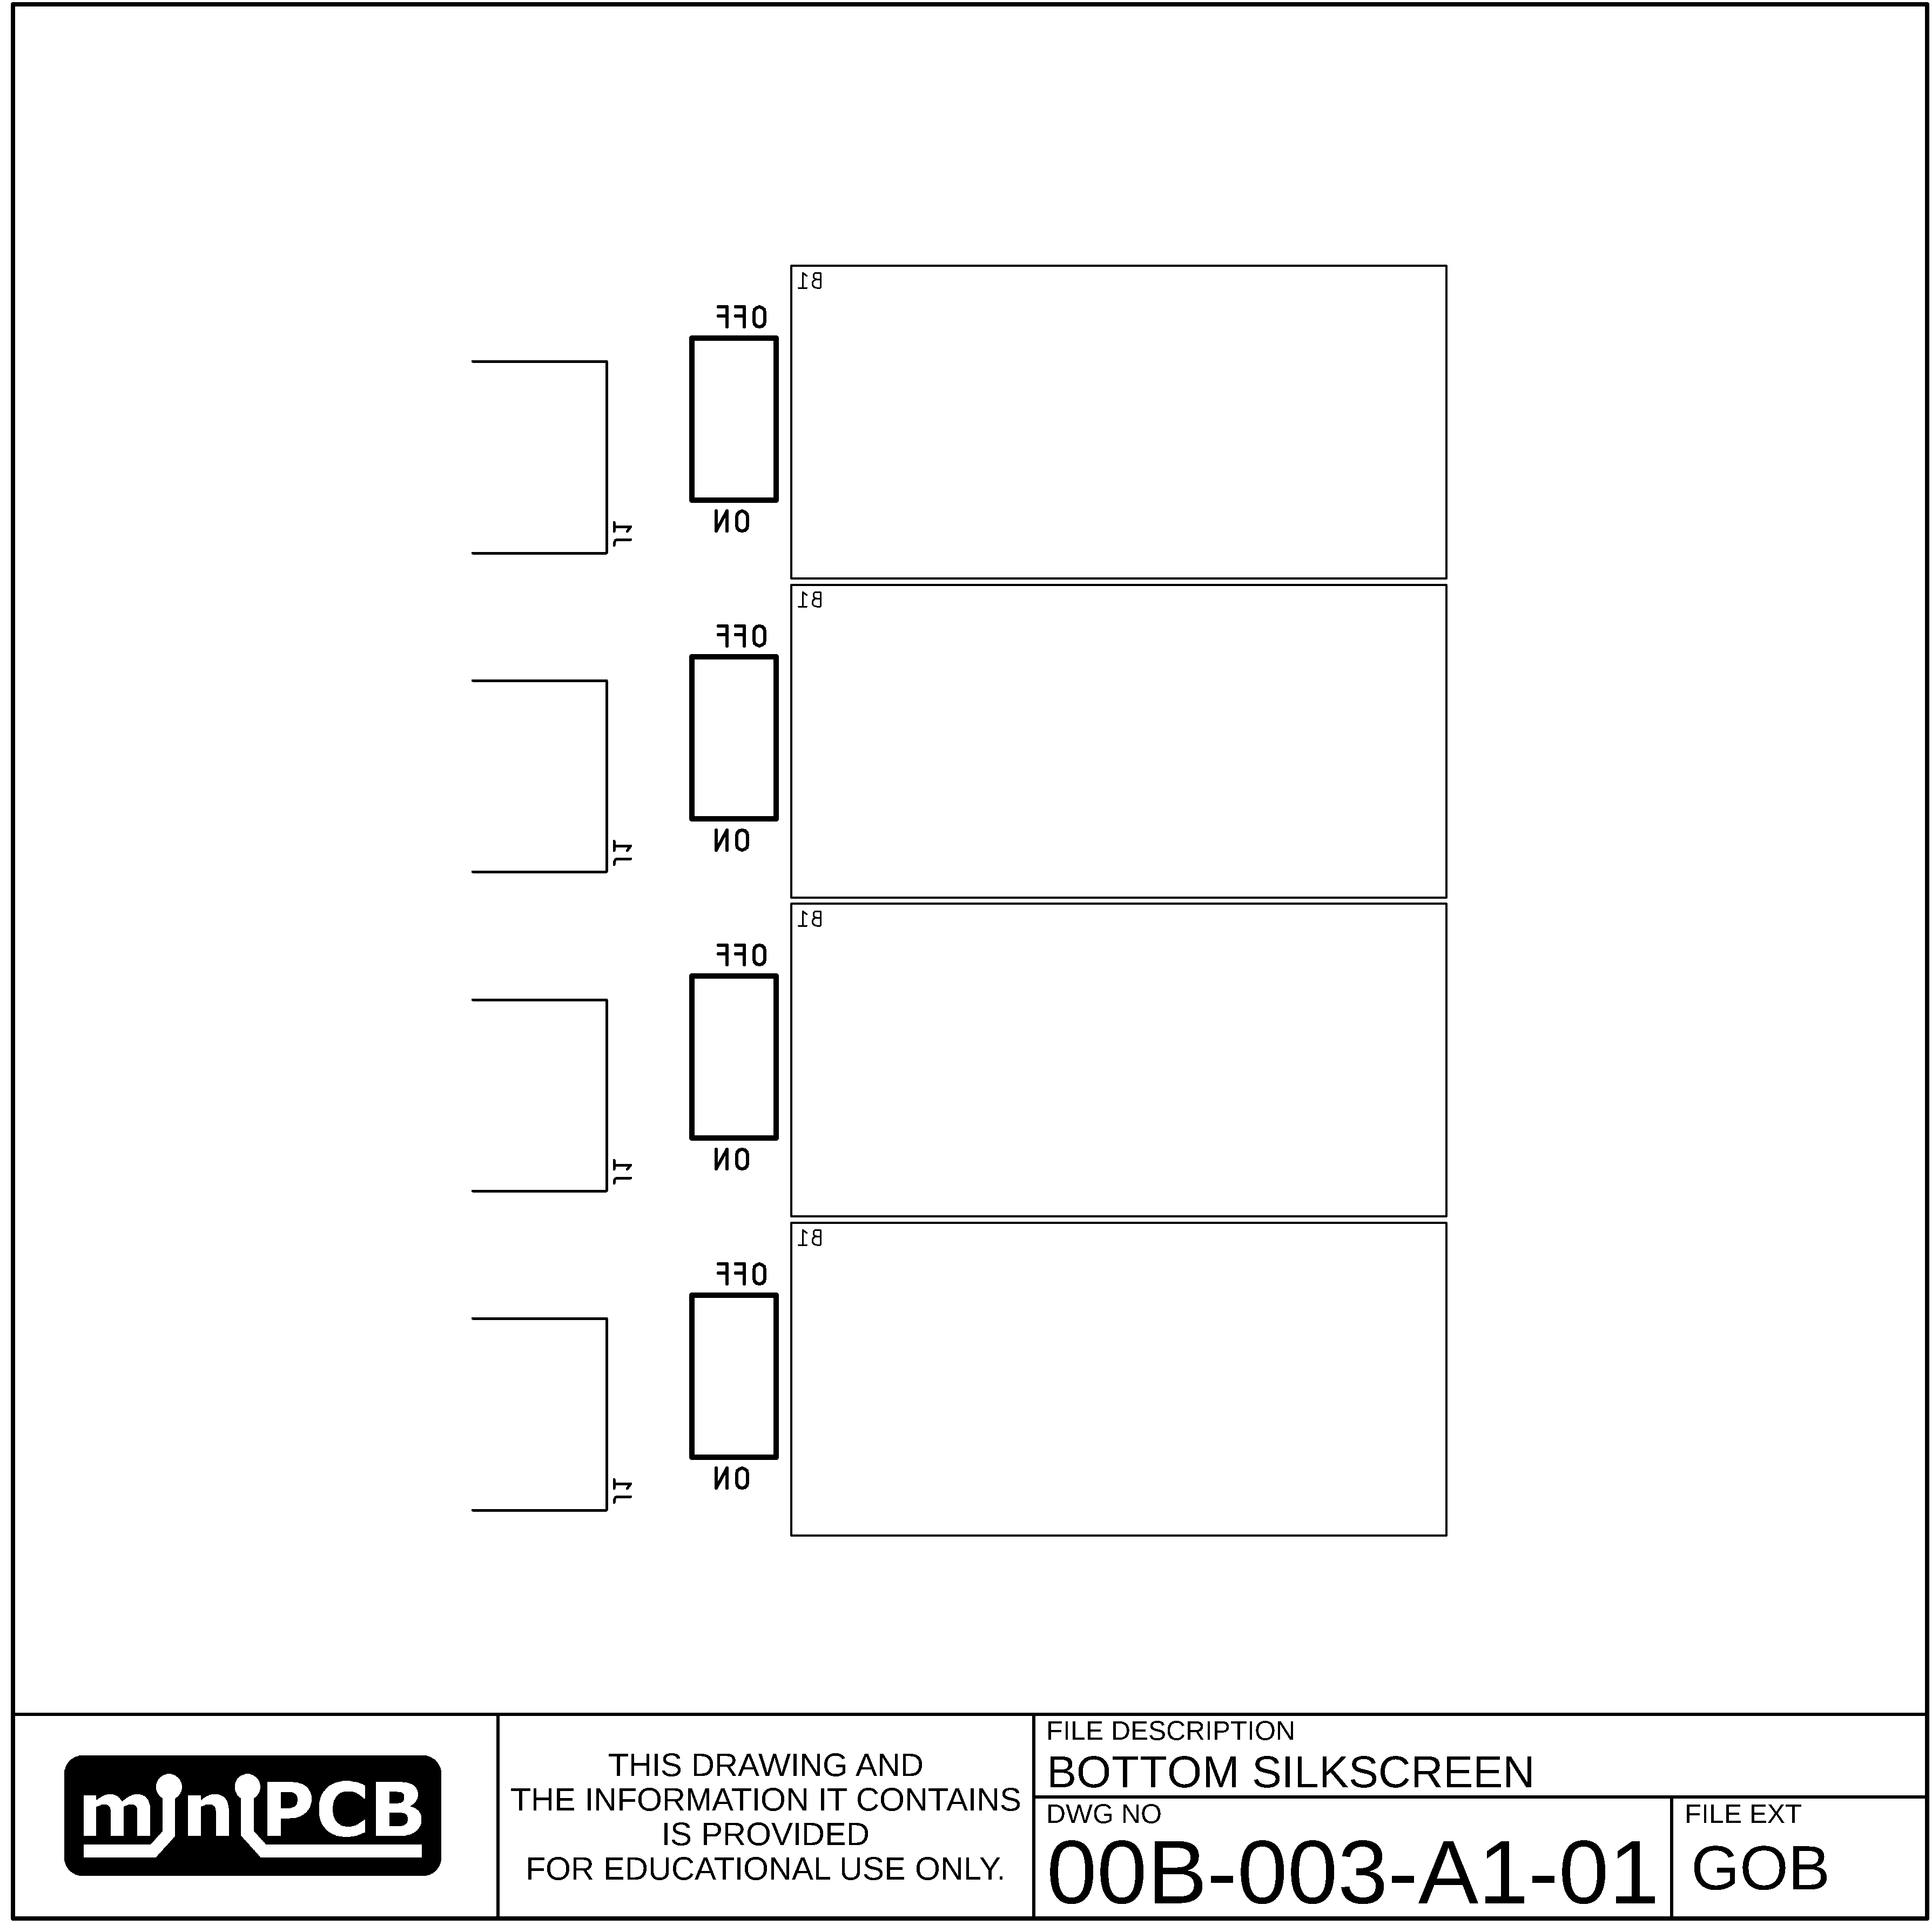 B1
OFF
ON
J1
B1
OFF
ON
J1
B1
OFF
ON
J1
B1
OFF
ON
J1
miniPCB
THIS DRAWING AND
THE INFORMATION IT CONTAINS
IS PROVIDED
FOR EDUCATIONAL USE ONLY.
FILE DESCRIPTION
BOTTOM SILKSCREEN
DWG NO
00B-003-A1-01
FILE EXT
GOB